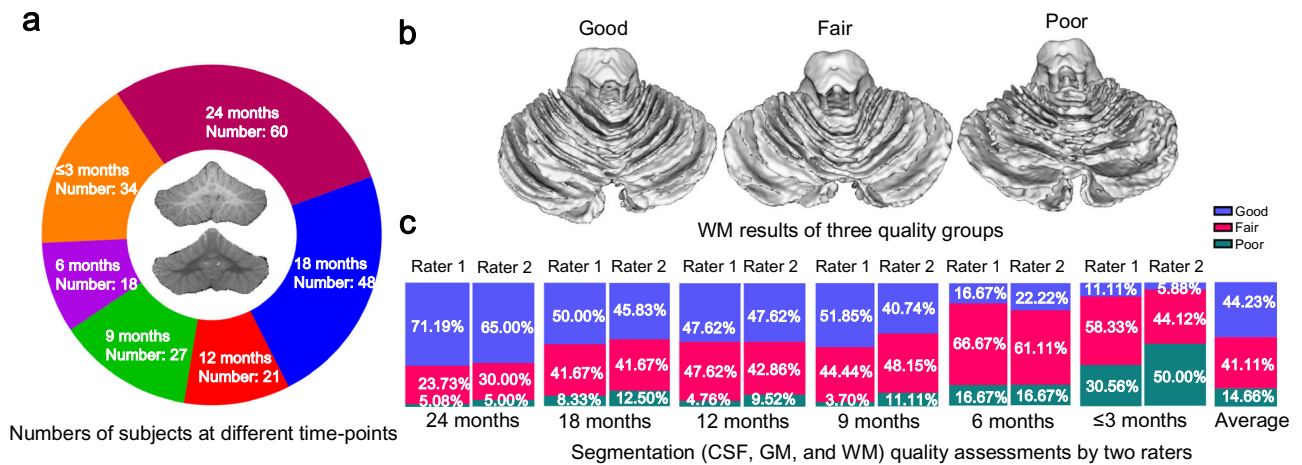 a
24 months
Number: 60
≤3 months
Number: 34
18 months
Number: 48
6 months
Number: 18
9 months
Number: 27
12 months
Number: 21
Numbers of subjects at different time-points
b
Good
Fair
Poor
WM results of three quality groups
c
Good
Fair
Poor
Rater 1 Rater 2 Rater 1 Rater 2 Rater 1 Rater 2 Rater 1 Rater 2 Rater 1 Rater 2 Rater 1 Rater 2
71.19% 65.00% 50.00% 45.83% 47.62% 47.62% 51.85% 40.74% 16.67% 22.22% 11.11% 5.88% 44.23%
23.73% 30.00% 41.67% 41.67% 47.62% 42.86% 44.44% 48.15% 66.67% 61.11% 58.33% 44.12% 41.11%
5.08% 5.00% 8.33% 12.50% 4.76% 9.52% 3.70% 11.11% 16.67% 16.67% 30.56% 50.00% 14.66%
24 months 18 months 12 months 9 months 6 months ≤3 months Average
Segmentation (CSF, GM, and WM) quality assessments by two raters